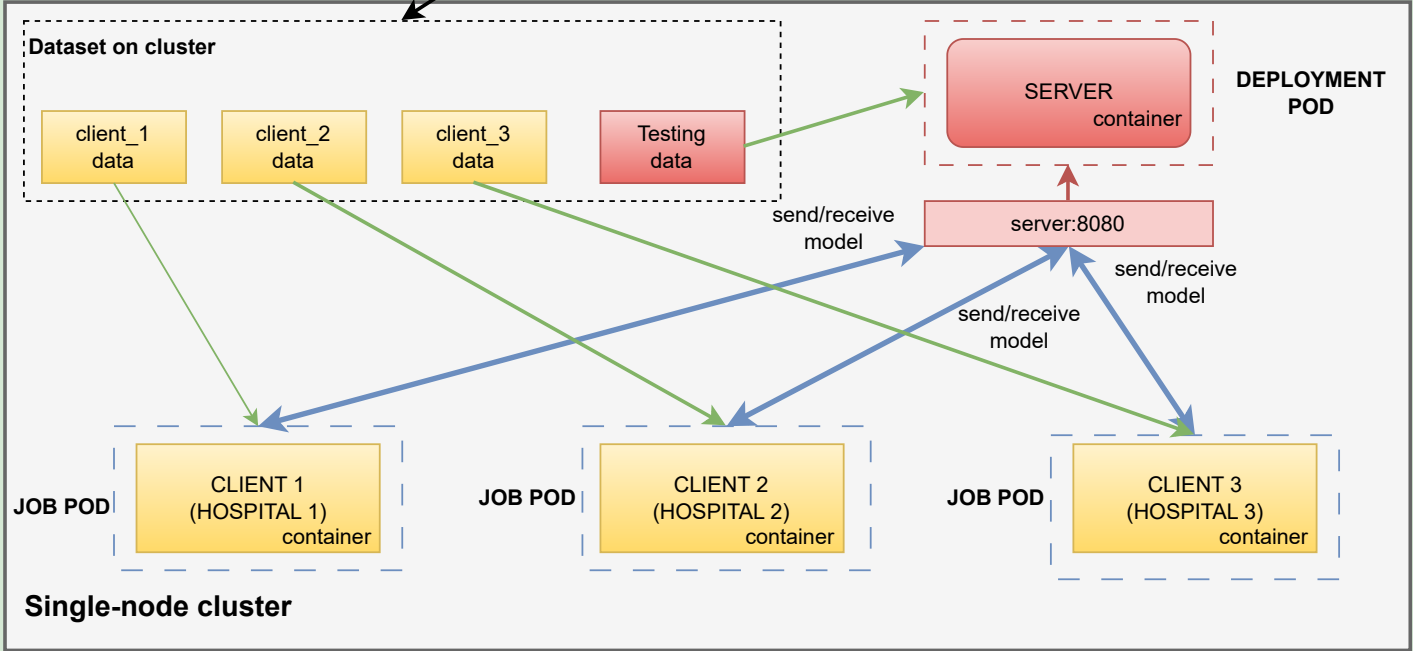 Dataset on cluster
client_1
data
client_2
data
client_3
data
Testing
data
SERVER
container
DEPLOYMENT
POD
server:8080
send/receive
model
send/receive
model
send/receive
model
JOB POD
CLIENT 1
(HOSPITAL 1)
container
JOB POD
CLIENT 2
(HOSPITAL 2)
container
JOB POD
CLIENT 3
(HOSPITAL 3)
container
Single-node cluster